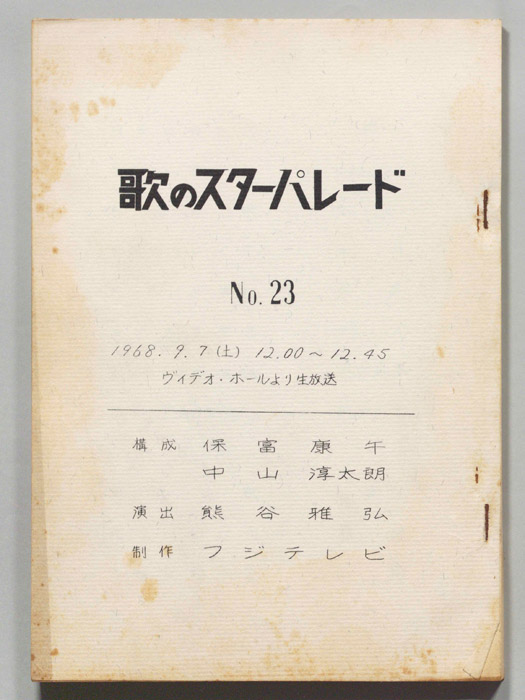 歌のスターパレード
No. 23
1968. 9. 7 (土) 12.00～12.45
ヴィデオ・ホールより生放送
構成 保富康午
中山淳太朗
演出 熊谷雅弘
制作 フジテレビ